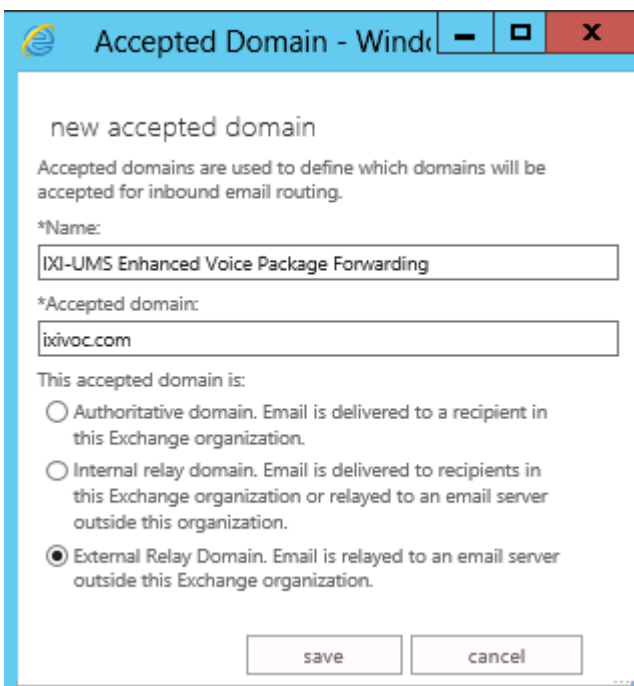 Accepted Domain - Wind
new accepted domain
Accepted domains are used to define which domains will be
accepted for inbound email routing.
*Name:
IXI-UMS Enhanced Voice Package Forwarding
*Accepted domain:
ixivoc.com
This accepted domain is:
Authoritative domain. Email is delivered to a recipient in
this Exchange organization.
Internal relay domain. Email is delivered to recipients in
this Exchange organization or relayed to an email server
outside this organization.
External Relay Domain. Email is relayed to an email server
outside this Exchange organization.
save cancel